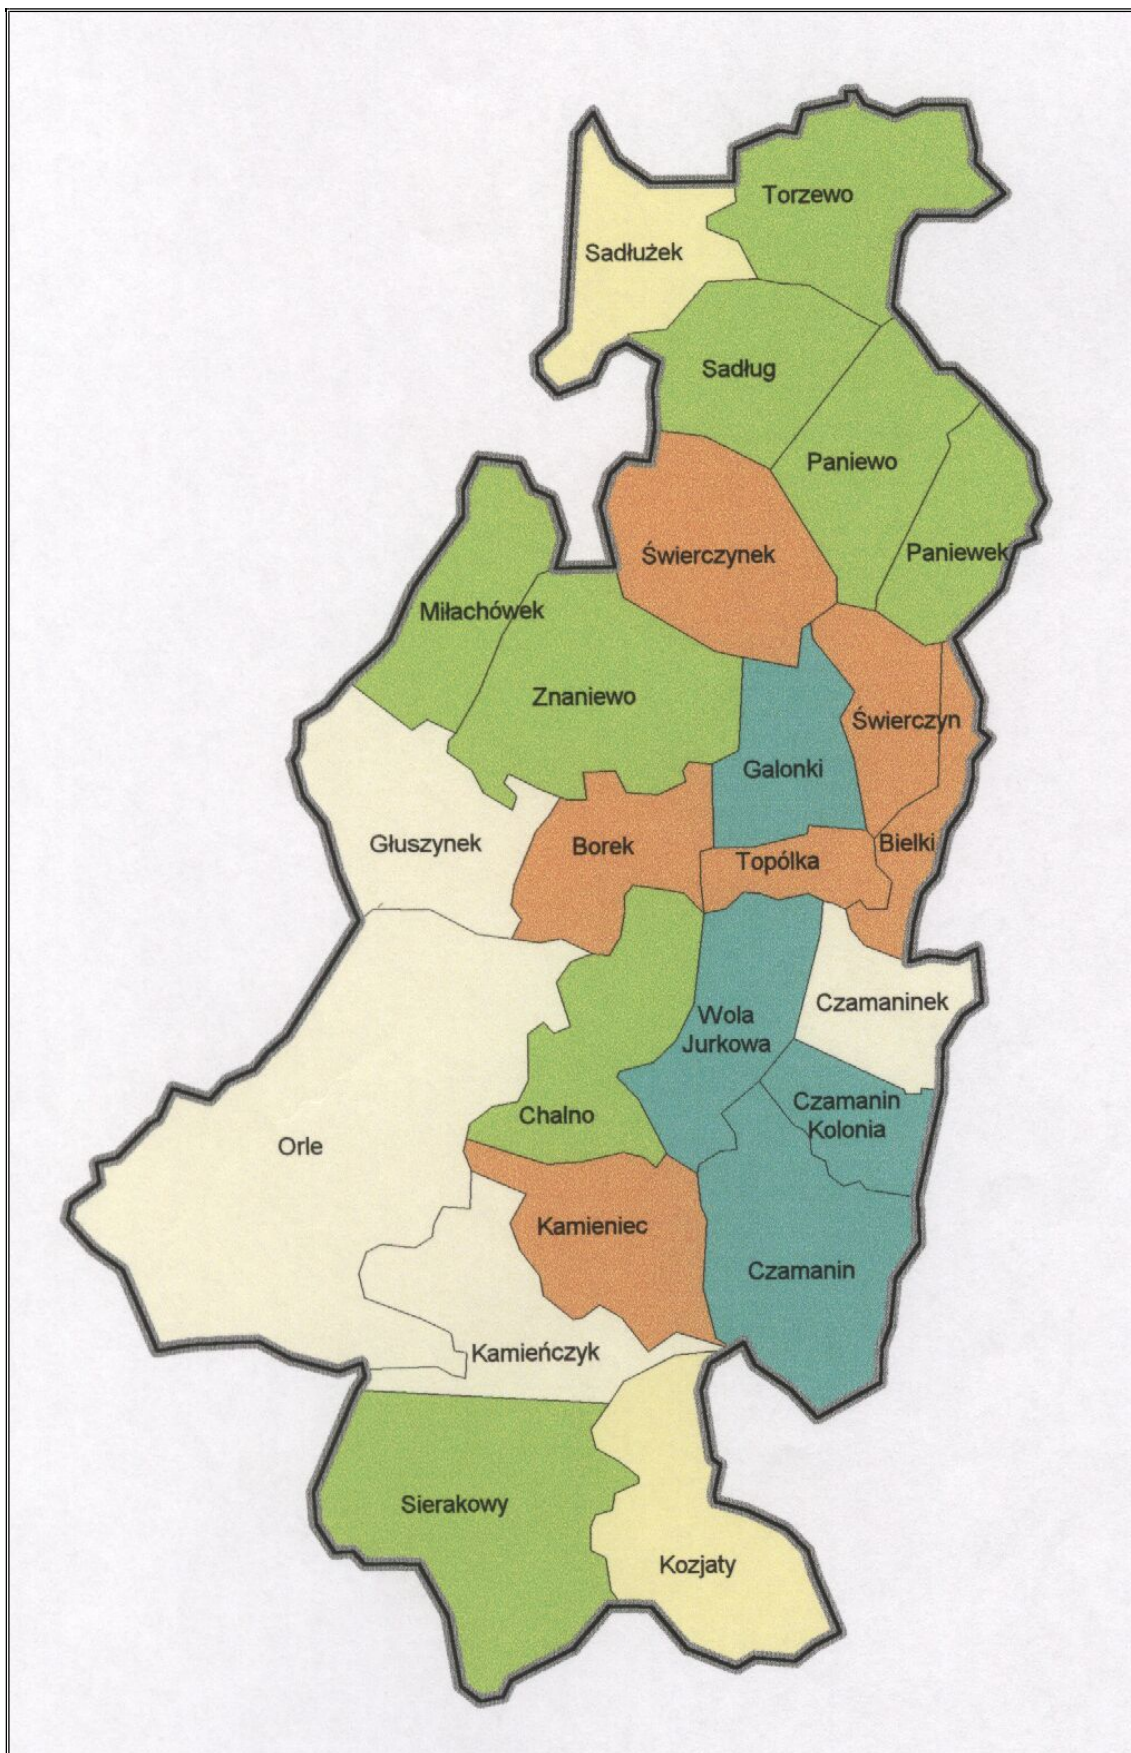 Torzewo
Sadłużek
Sadług
Paniewo
Paniewek
Świerczynek
Miłachówek
Znaniewo
Świerczyn
Galonki
Głuszynek
Borek
Topólka
Bielki
Czamaninek
Wola
Jurkowa
Czamanin
Kolonia
Chalno
Orle
Kamieniec
Czamanin
Kamieńczyk
Sierakowy
Kozjaty